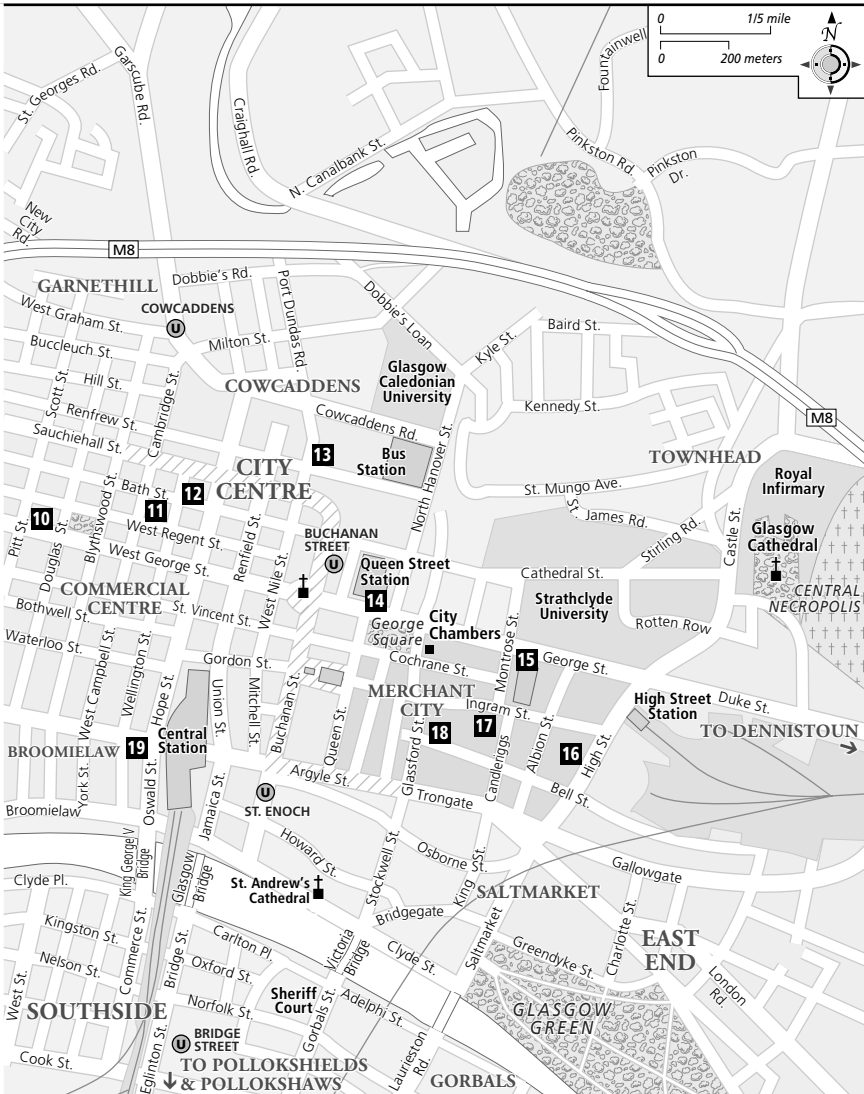 0 1/5 mile
0 200 meters
N
St. Georges Rd.
Garscube Rd.
Craighall Rd.
N. Canalbank St.
Fountainwell
Pinkston Rd.
Pinkston
Dr.
New
City
Rd.
M8
GARNETHILL
Dobbie's Rd.
Port Dundas Rd.
Dobbie's Loan
COWCADDENS
U
West Graham St.
Milton St.
Buccleuch St.
Hill St.
Scott St.
Renfrew St.
Cambridge St.
Sauchiehall St.
COWCADDENS
Glasgow
Caledonian
University
Kyle St.
Baird St.
Kennedy St.
M8
Cowcaddens Rd.
13
Bus
Station
North Hanover St.
CITY
CENTRE
TOWNHEAD
Royal
Infirmary
Glasgow
Cathedral
St. Mungo Ave.
St. James Rd.
Stirling Rd.
Castle St.
Bath St.
12
11
10
Pitt St.
Douglas St.
Blythswood St.
West Regent St.
West George St.
Renfield St.
West Nile St.
BUCHANAN
STREET
U
Queen Street
Station
14
Cathedral St.
Strathclyde
University
CENTRAL
NECROPOLIS
Rotten Row
COMMERCIAL
CENTRE
St. Vincent St.
Bothwell St.
Waterloo St.
George
Square
City
Chambers
Montrose St.
15
George St.
Cochrane St.
Gordon St.
West Campbell St.
Wellington St.
Hope St.
Union St.
Mitchell St.
Buchanan St.
Queen St.
MERCHANT
CITY
Ingram St.
17
18
16
Glassford St.
Candleriggs
Albion St.
High St.
High Street
Station
Duke St.
TO DENNISTOUN
BROOMIELAW
19
Central
Station
York St.
Oswald St.
Jamaica St.
Argyle St.
Trongate
Bell St.
Broomielaw
U
ST. ENOCH
Howard St.
Stockwell St.
Osborne St.
King St.
Gallowgate
King George V
Bridge
Glasgow
Bridge
Clyde Pl.
St. Andrew's
Cathedral
Bridgegate
SALTMARKET
Saltmarket
Charlotte St.
EAST
END
London
Rd.
Kingston St.
Commerce St.
Bridge St.
Carlton Pl.
Victoria
Bridge
Clyde St.
Greendyke St.
Nelson St.
Oxford St.
West St.
SOUTHSIDE
Norfolk St.
Sheriff
Court
Gorbals St.
Adelphi St.
GLASGOW
GREEN
U
BRIDGE
STREET
Cook St.
Eglinton St.
TO POLLOKSHIELDS
& POLLOKSHAWS
Laurieston
Rd.
GORBALS